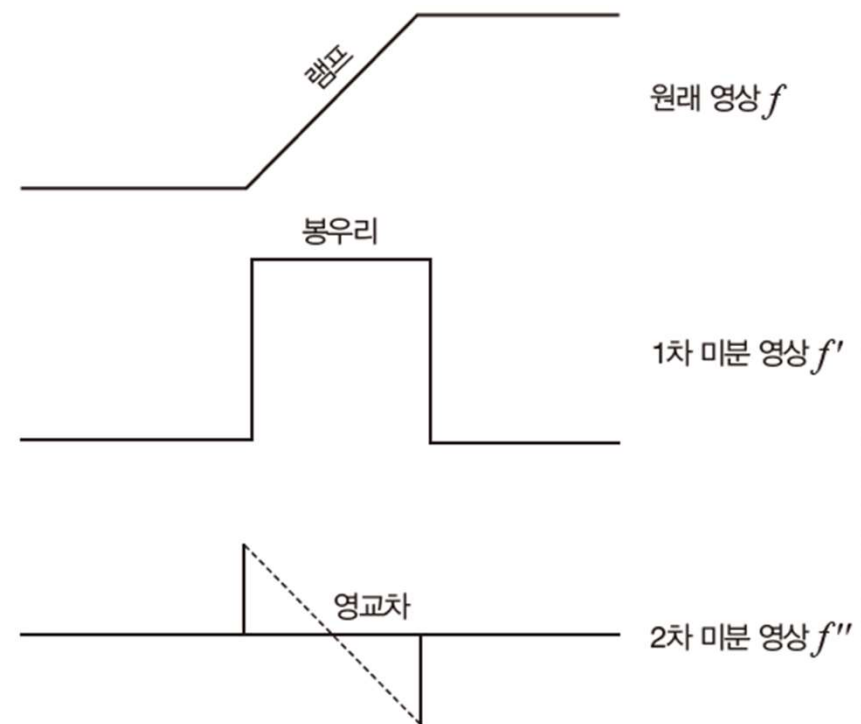 램프
원래 영상 f
봉우리
1차 미분 영상 f′
영교차
2차 미분 영상 f″